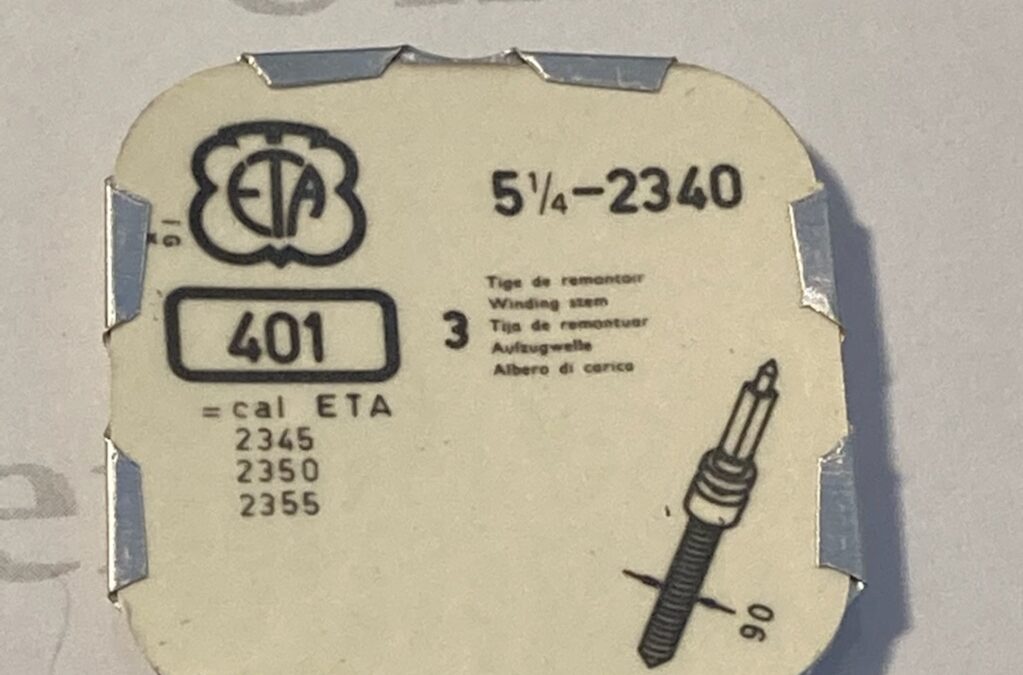 ETA
5¼–2340
IG
401
3
Tige de remontoir
Winding stem
Tija de remontuar
Aufzugwelle
Albero di carica
= cal ETA
2345
2350
2355
90